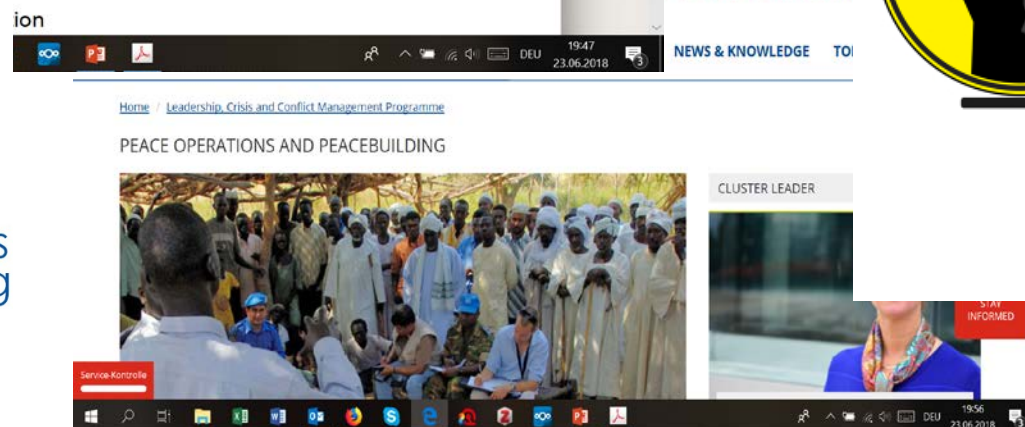 ion
DEU
19:47
23.06.2018
3
NEWS & KNOWLEDGE
Home / Leadership, Crisis and Conflict Management Programme
PEACE OPERATIONS AND PEACEBUILDING
CLUSTER LEADER
s
g
STAY
INFORMED
Service-Kontrolle
DEU
19:56
23.06.2018
3